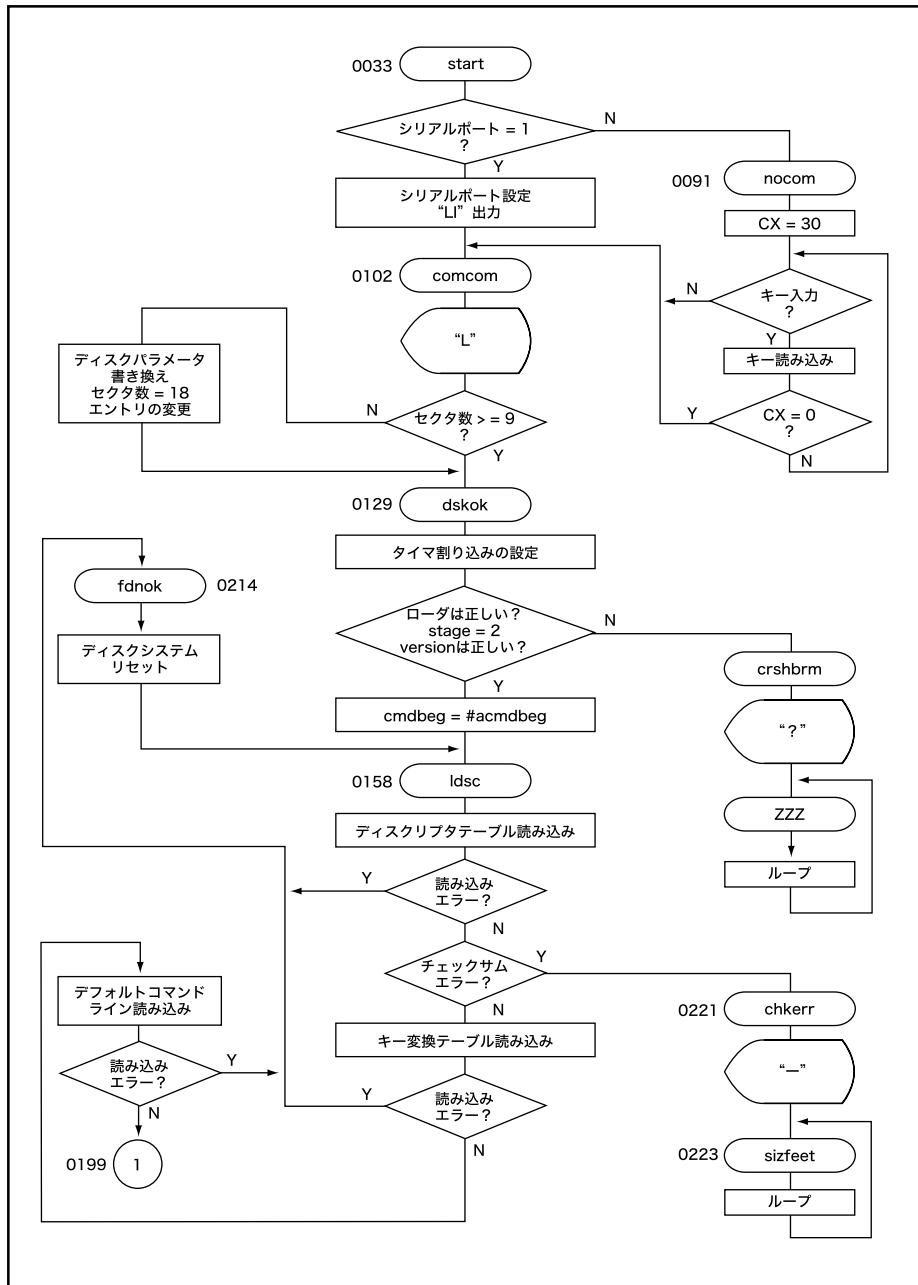 0033
start
シリアルポート = 1
?
N
Y
シリアルポート設定
“LI” 出力
0091
nocom
CX = 30
キー入力
?
N
Y
キー読み込み
CX = 0
?
Y
N
0102
comcom
“L”
セクタ数 > = 9
?
N
Y
ディスクパラメータ
書き換え
セクタ数 = 18
エントリの変更
0129
dskok
タイマ割り込みの設定
fdnok
0214
ディスクシステム
リセット
ローダは正しい？
stage = 2
versionは正しい？
N
Y
crshbrm
“？”
ZZZ
ループ
cmdbeg = #acmdbeg
0158
ldsc
ディスクリプタテーブル読み込み
読み込み
エラー？
Y
N
チェックサム
エラー？
Y
N
0221
chkerr
“ー”
0223
sizfeet
ループ
キー変換テーブル読み込み
読み込み
エラー？
Y
N
デフォルトコマンド
ライン読み込み
読み込み
エラー？
Y
N
0199
1